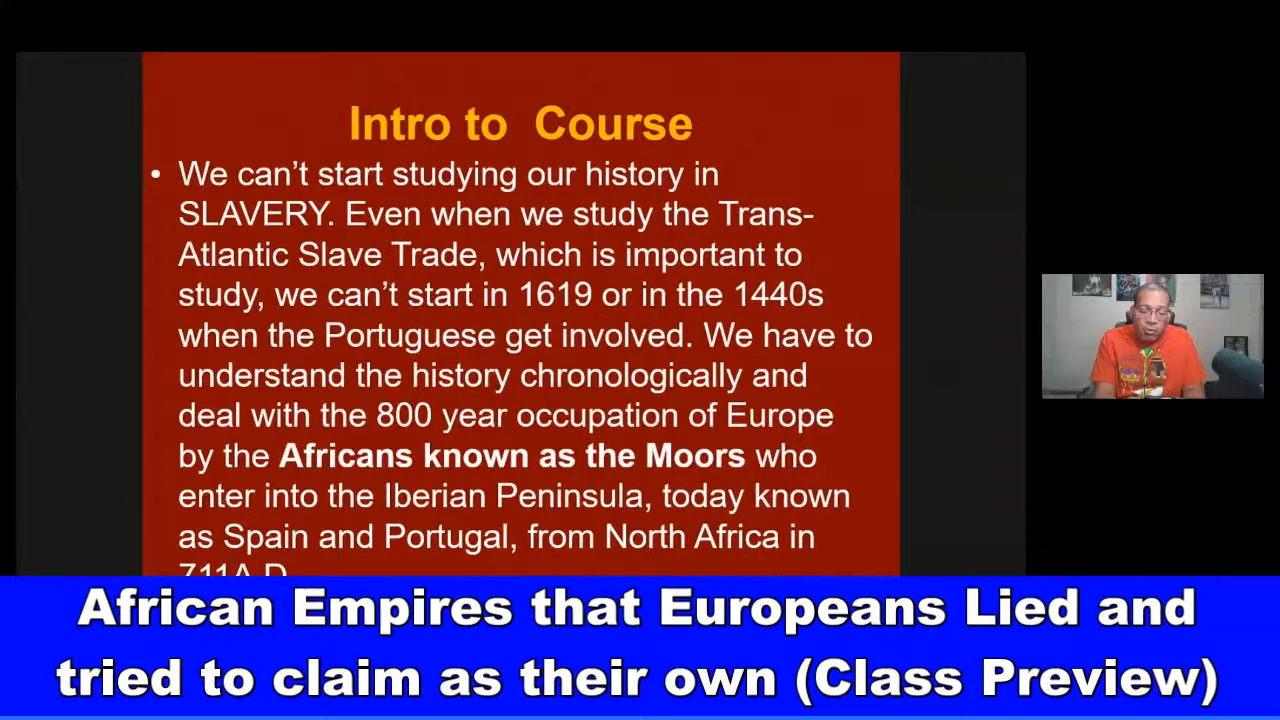 Intro to Course
• We can't start studying our history in
SLAVERY. Even when we study the Trans-
Atlantic Slave Trade, which is important to
study, we can't start in 1619 or in the 1440s
when the Portuguese get involved. We have to
understand the history chronologically and
deal with the 800 year occupation of Europe
by the Africans known as the Moors who
enter into the Iberian Peninsula, today known
as Spain and Portugal, from North Africa in
711A.D.
African Empires that Europeans Lied and
tried to claim as their own (Class Preview)